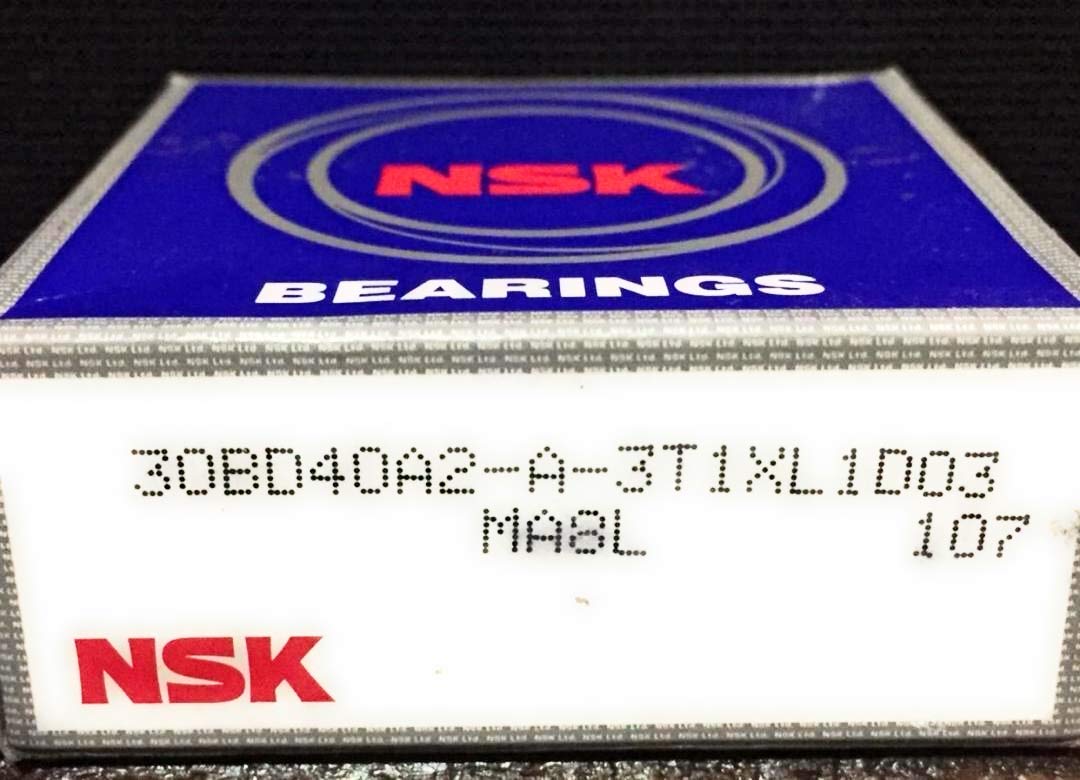 NSK
BEARINGS
30BD40A2-A-3T1XL1D03
MA8L 107
NSK